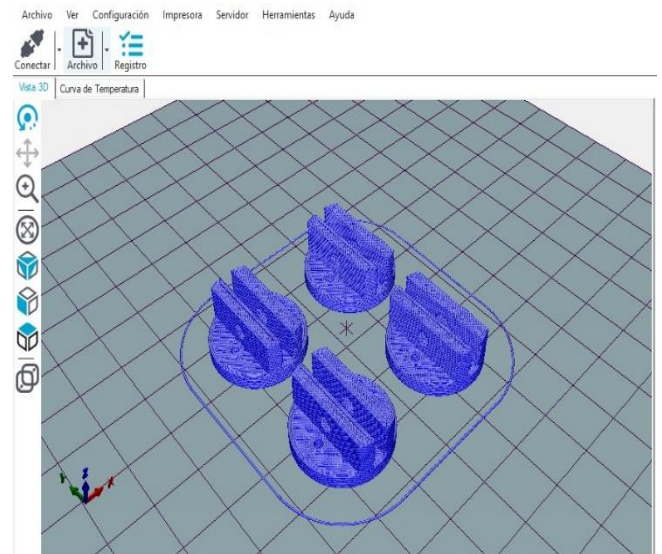 Archivo Ver Configuración Impresora Servidor Herramientas Ayuda
Conectar Archivo Registro
Vista 3D Curva de Temperatura